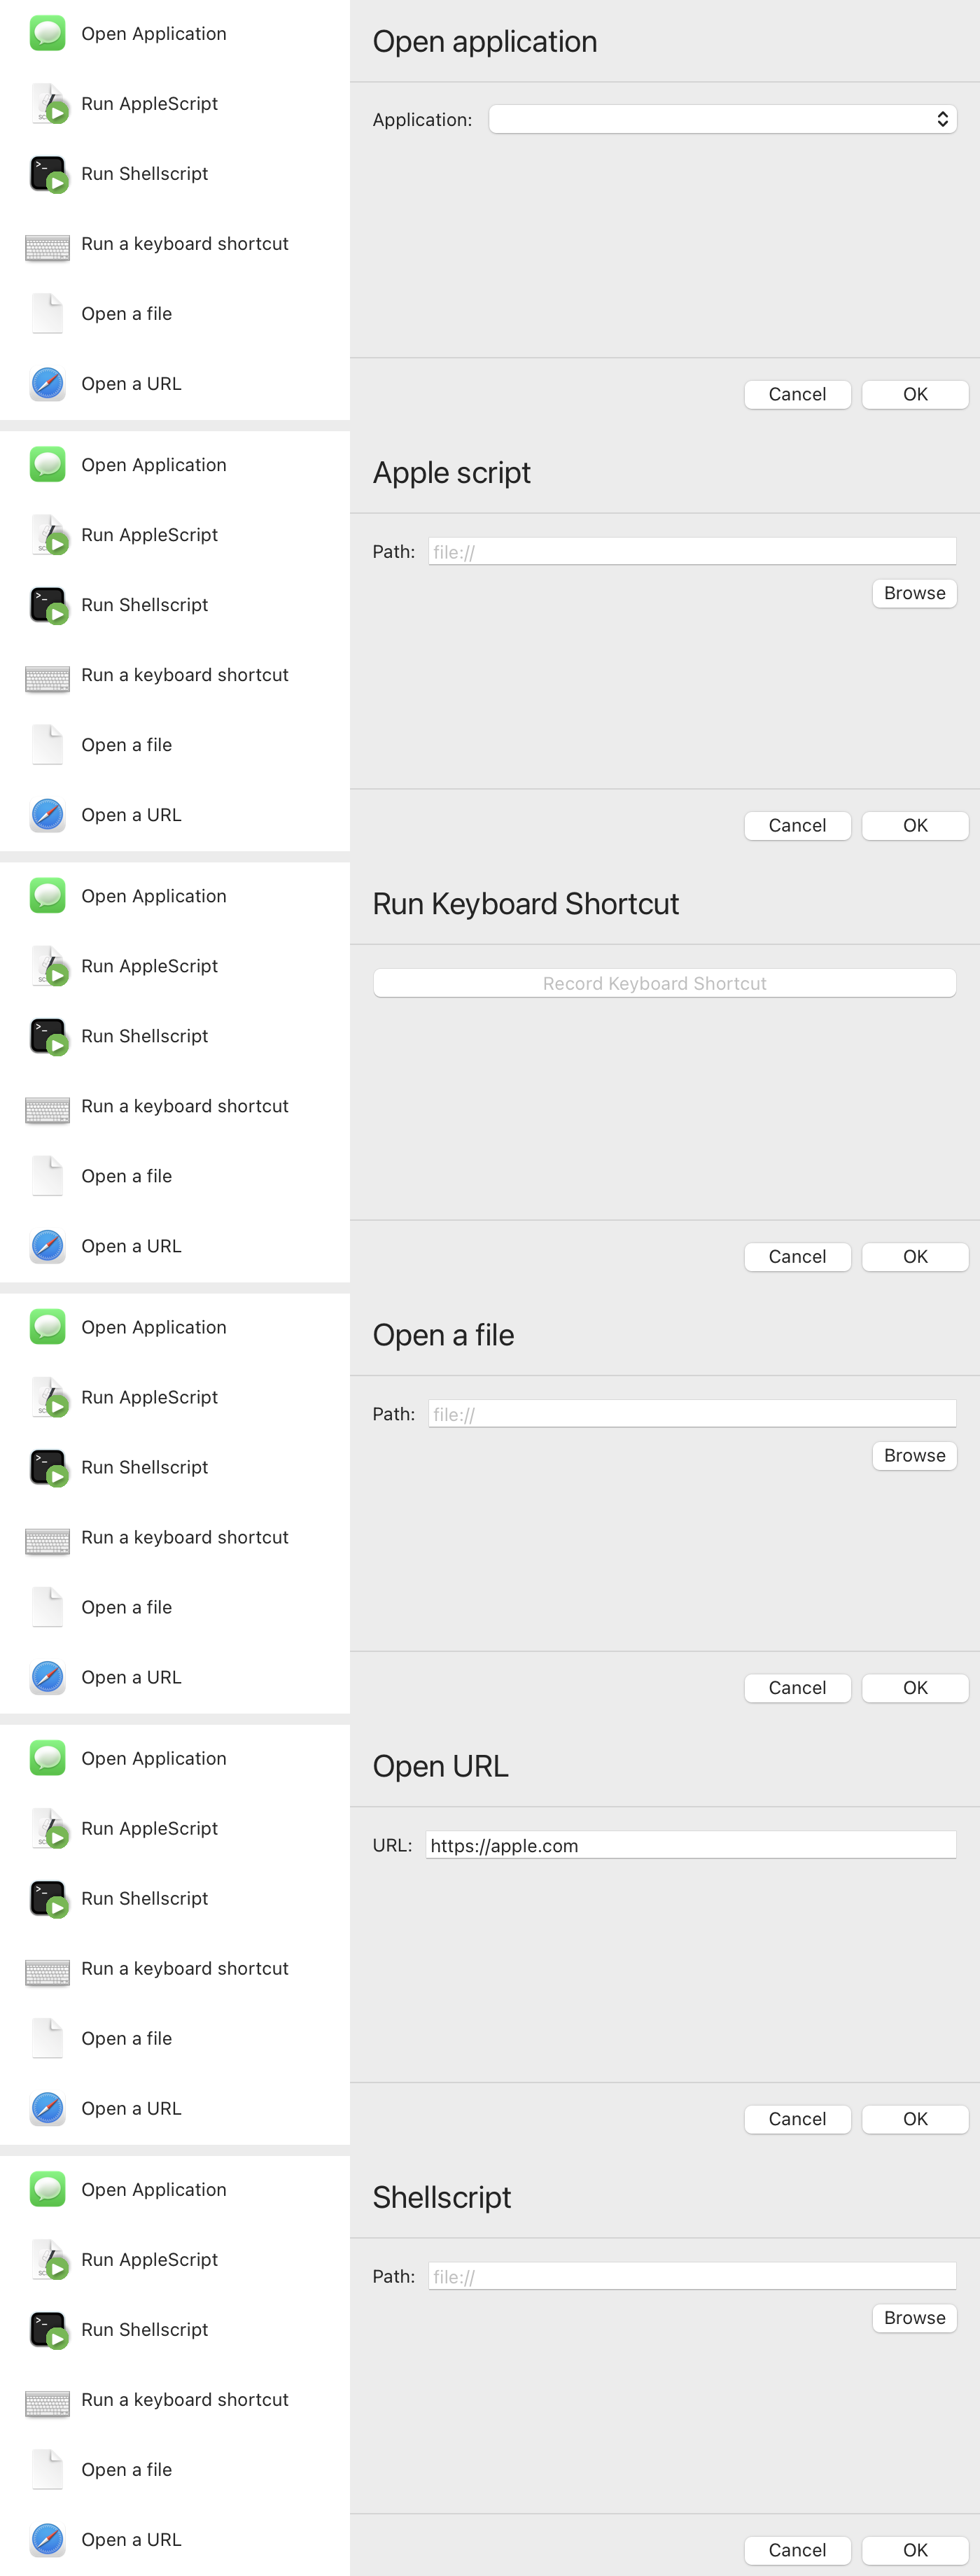 Open Application
Run AppleScript
Run Shellscript
Run a keyboard shortcut
Open a file
Open a URL
Open application
Application:
Cancel
OK
Open Application
Run AppleScript
Run Shellscript
Run a keyboard shortcut
Open a file
Open a URL
Apple script
Path: file://
Browse
Cancel
OK
Open Application
Run AppleScript
Run Shellscript
Run a keyboard shortcut
Open a file
Open a URL
Run Keyboard Shortcut
Record Keyboard Shortcut
Cancel
OK
Open Application
Run AppleScript
Run Shellscript
Run a keyboard shortcut
Open a file
Open a URL
Open a file
Path: file://
Browse
Cancel
OK
Open Application
Run AppleScript
Run Shellscript
Run a keyboard shortcut
Open a file
Open a URL
Open URL
URL: https://apple.com
Cancel
OK
Open Application
Run AppleScript
Run Shellscript
Run a keyboard shortcut
Open a file
Open a URL
Shellscript
Path: file://
Browse
Cancel
OK